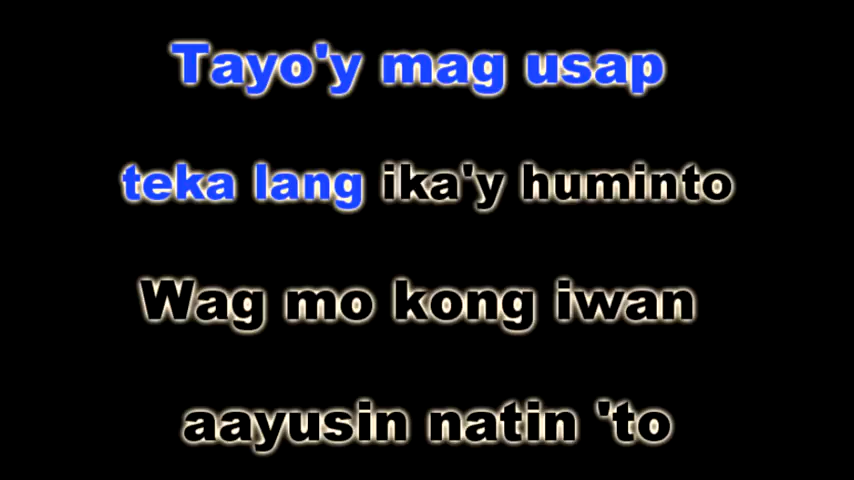 Tayo'y mag usap
teka lang ika'y huminto
Wag mo kong iwan
aayusin natin 'to